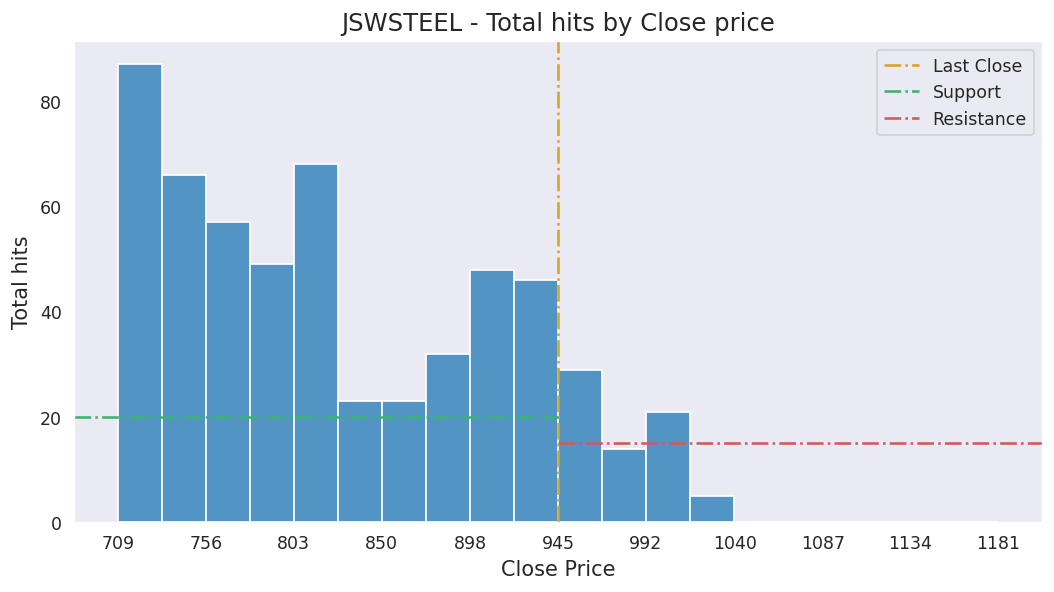 JSWSTEEL - Total hits by Close price
Last Close
Support
Resistance
Total hits
80
60
40
20
0
709 756 803 850 898 945 992 1040 1087 1134 1181
Close Price